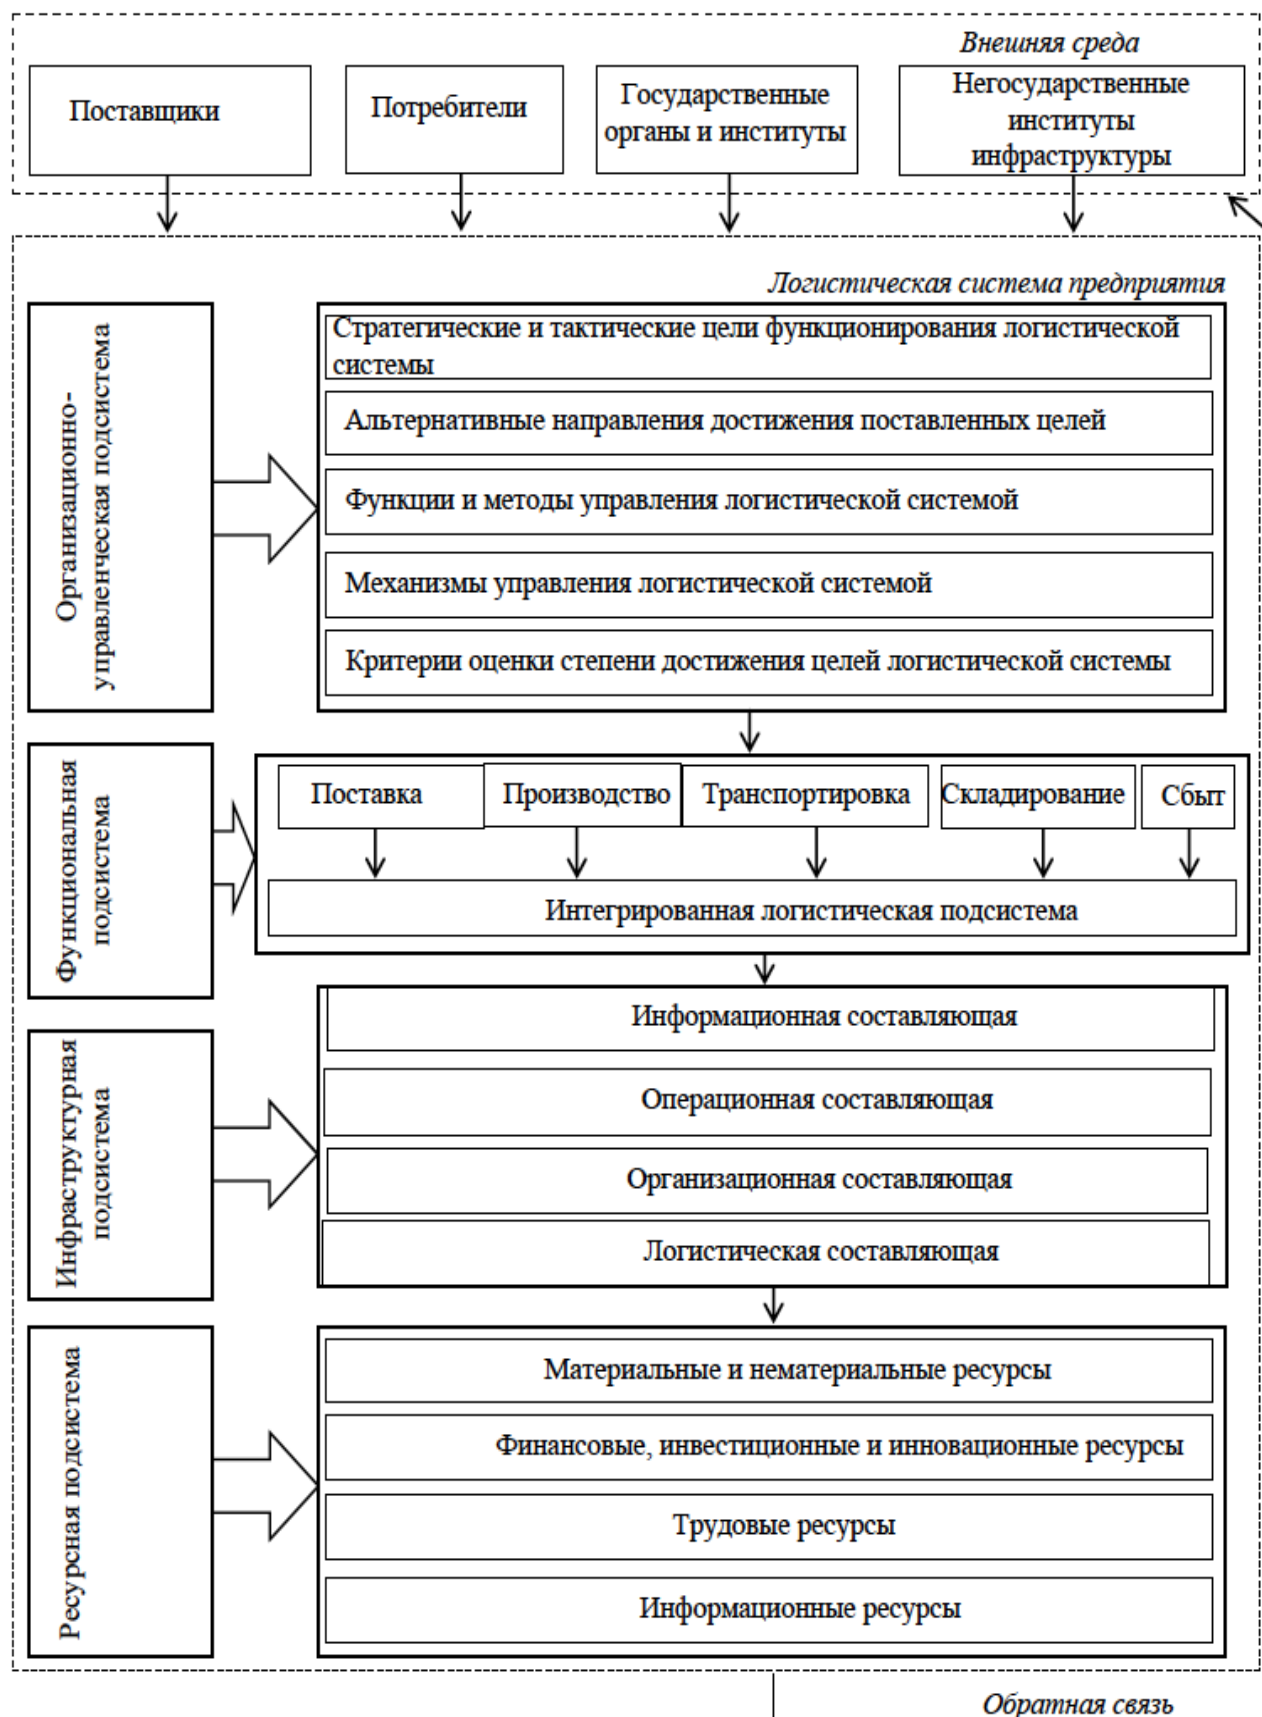 Внешняя среда
Поставщики
Потребители
Государственные
органы и институты
Негосударственные
институты
инфраструктуры
Логистическая система предприятия
Организационно-
управленческая подсистема
Стратегические и тактические цели функционирования логистической
системы
Альтернативные направления достижения поставленных целей
Функции и методы управления логистической системой
Механизмы управления логистической системой
Критерии оценки степени достижения целей логистической системы
Функциональная
подсистема
Поставка
Производство
Транспортировка
Складирование
Сбыт
Интегрированная логистическая подсистема
Инфраструктурная
подсистема
Информационная составляющая
Операционная составляющая
Организационная составляющая
Логистическая составляющая
Ресурсная подсистема
Материальные и нематериальные ресурсы
Финансовые, инвестиционные и инновационные ресурсы
Трудовые ресурсы
Информационные ресурсы
Обратная связь